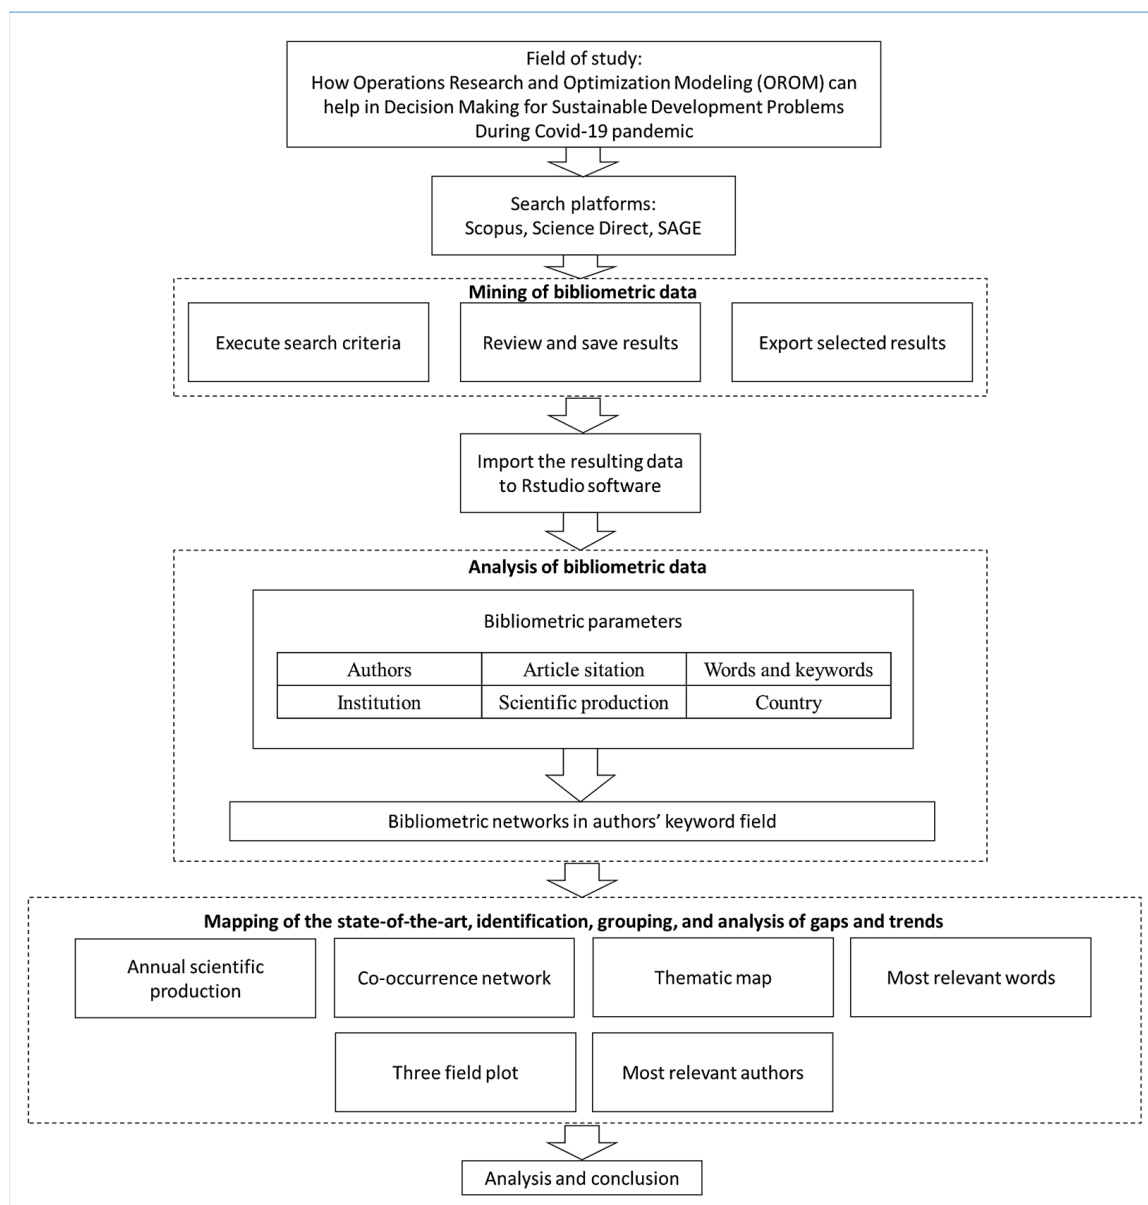 Field of study:
How Operations Research and Optimization Modeling (OROM) can
help in Decision Making for Sustainable Development Problems
During Covid-19 pandemic
Search platforms:
Scopus, Science Direct, SAGE
Mining of bibliometric data
Execute search criteria
Review and save results
Export selected results
Import the resulting data
to Rstudio software
Analysis of bibliometric data
Bibliometric parameters
Authors
Article sitation
Words and keywords
Institution
Scientific production
Country
Bibliometric networks in authors’ keyword field
Mapping of the state-of-the-art, identification, grouping, and analysis of gaps and trends
Annual scientific
production
Co-occurrence network
Thematic map
Most relevant words
Three field plot
Most relevant authors
Analysis and conclusion